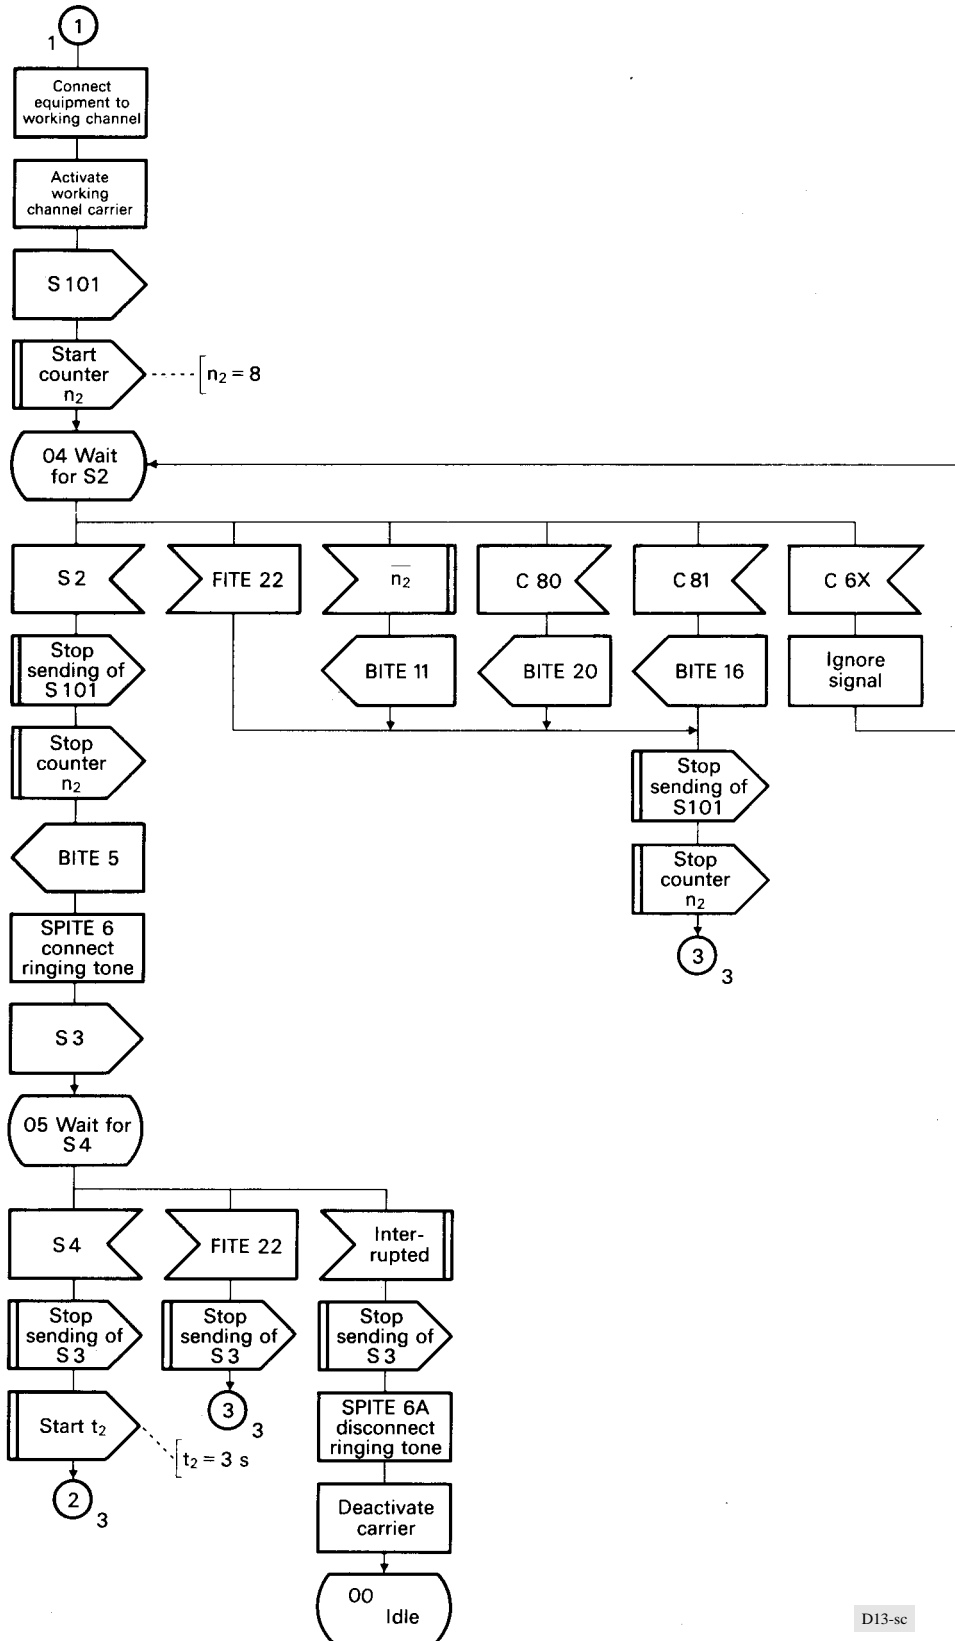 1
1
Connect
equipment to
working channel
Activate
working
channel carrier
S 101
Start
counter
n₂
n₂ = 8
04 Wait
for S2
S 2
FITE 22
n̅₂
C 80
C 81
C 6X
Stop
sending of
S 101
BITE 11
BITE 20
BITE 16
Ignore
signal
Stop
counter
n₂
Stop
sending of
S101
BITE 5
Stop
counter
n₂
SPITE 6
connect
ringing tone
3
3
S 3
05 Wait for
S4
S 4
FITE 22
Inter-
rupted
Stop
sending of
S3
Stop
sending of
S3
Stop
sending of
S3
Start t₂
t₂ = 3 s
3
3
SPITE 6A
disconnect
ringing tone
2
3
Deactivate
carrier
00
Idle
D13-sc